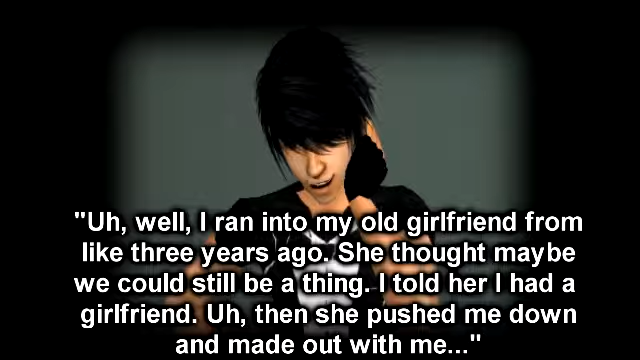 "Uh, well, I ran into my old girlfriend from
like three years ago. She thought maybe
we could still be a thing. I told her I had a
girlfriend. Uh, then she pushed me down
and made out with me..."